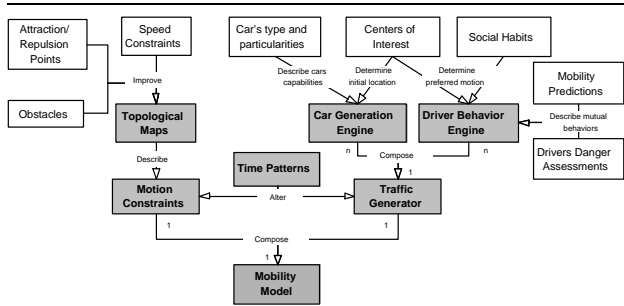 Attraction/
Repulsion
Points
Speed
Constraints
Car's type and
particularities
Centers of
Interest
Social Habits
Improve
Describe cars
capabilities
Determine
initial location
Determine
preferred motion
Mobility
Predictions
Obstacles
Topological
Maps
Car Generation
Engine
Driver Behavior
Engine
Describe mutual
behaviors
Drivers Danger
Assessments
Describe
n
Compose
n
Time Patterns
1
Motion
Constraints
Alter
Traffic
Generator
1
Compose
1
1
Mobility
Model